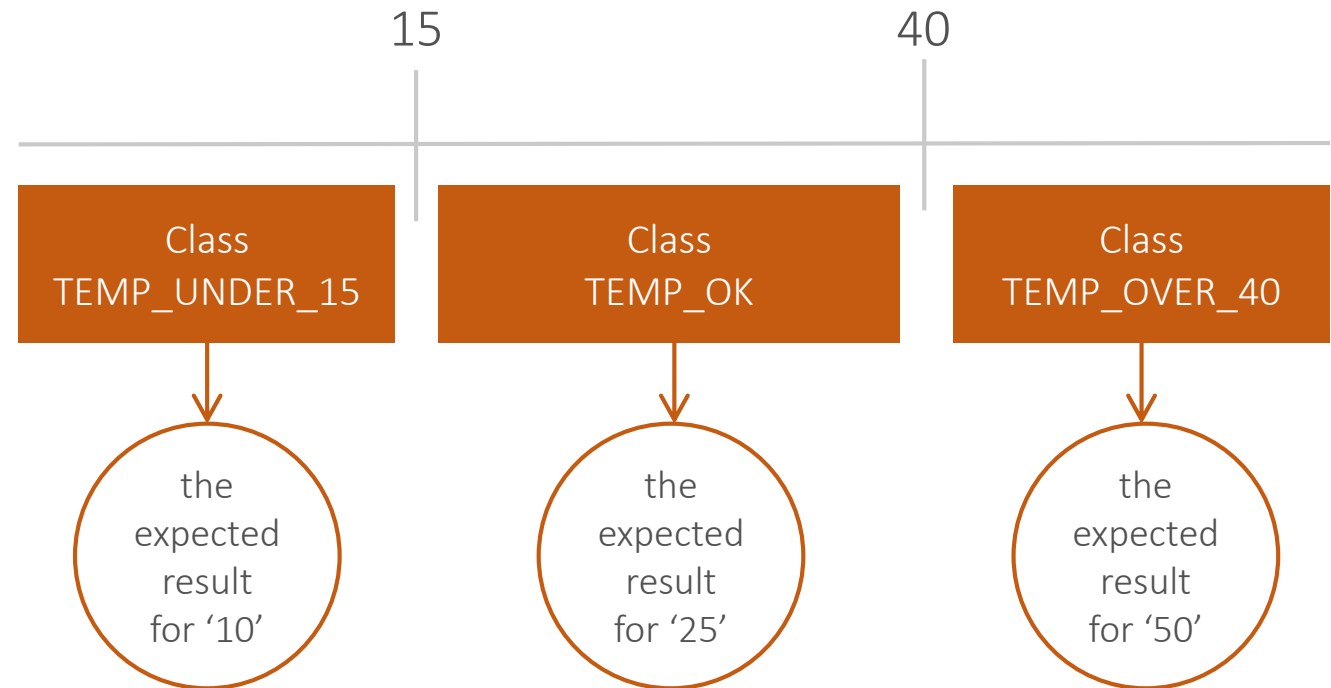 15
40
Class
TEMP_UNDER_15
Class
TEMP_OK
Class
TEMP_OVER_40
the
expected
result
for ‘10’
the
expected
result
for ‘25’
the
expected
result
for ‘50’